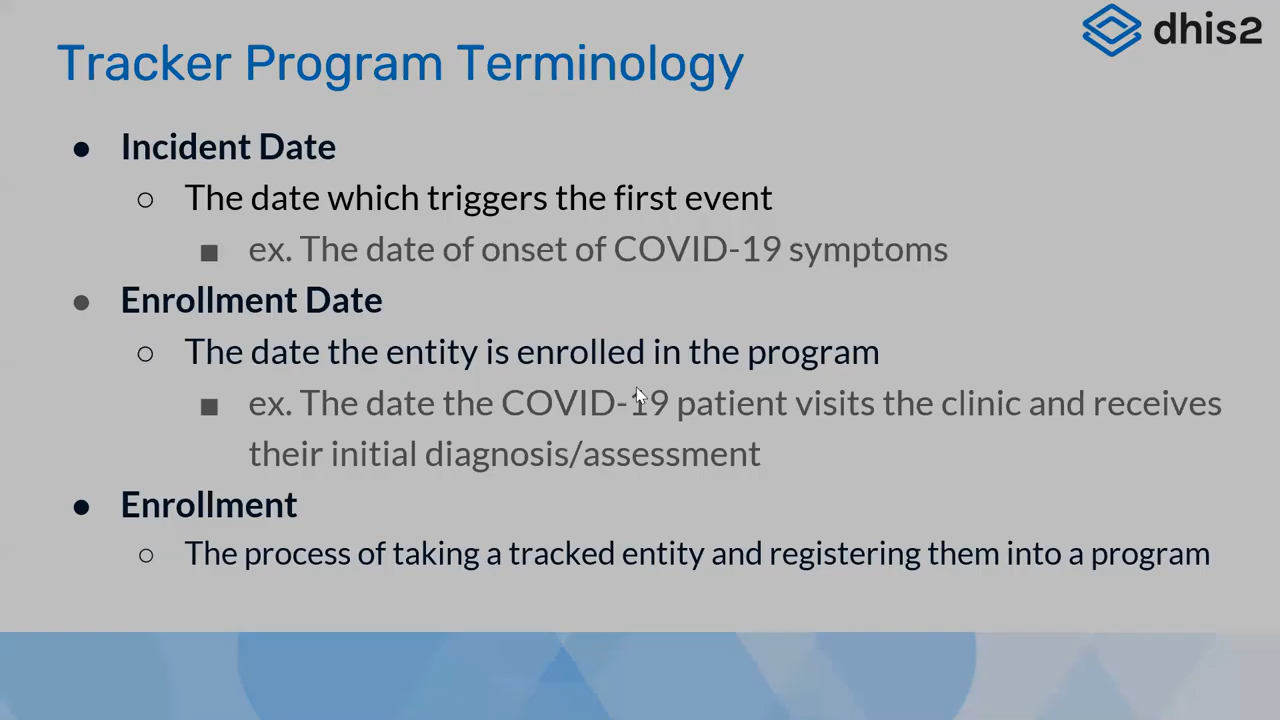 dhis2
Tracker Program Terminology
● Incident Date
○ The date which triggers the first event
■ ex. The date of onset of COVID-19 symptoms
● Enrollment Date
○ The date the entity is enrolled in the program
■ ex. The date the COVID-19 patient visits the clinic and receives
their initial diagnosis/assessment
● Enrollment
○ The process of taking a tracked entity and registering them into a program